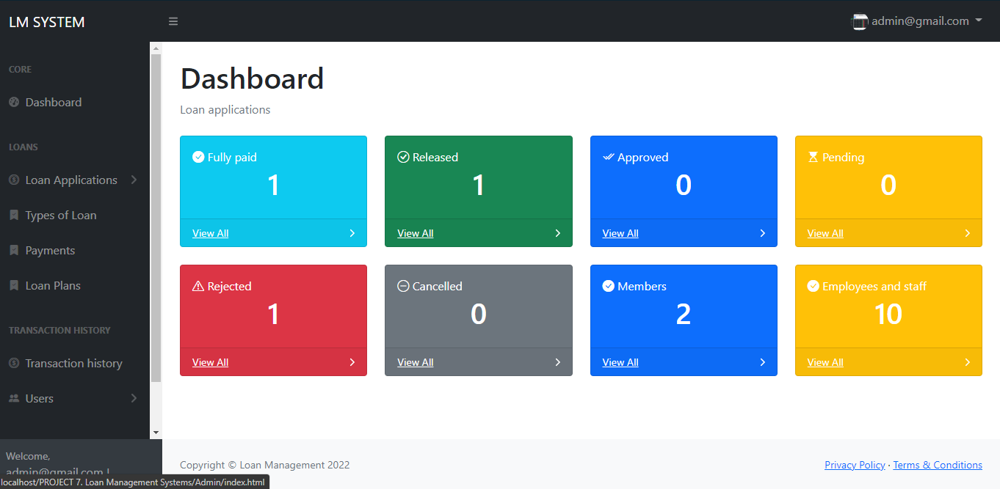 LM SYSTEM
admin@gmail.com
CORE
Dashboard
LOANS
Loan Applications
Types of Loan
Payments
Loan Plans
TRANSACTION HISTORY
Transaction history
Users
Welcome,
admin@gmail.com !
localhost/PROJECT 7. Loan Management Systems/Admin/index.html
Dashboard
Loan applications
Fully paid
1
View All
Released
1
View All
Approved
0
View All
Pending
0
View All
Rejected
1
View All
Cancelled
0
View All
Members
2
View All
Employees and staff
10
View All
Copyright © Loan Management 2022
Privacy Policy · Terms & Conditions